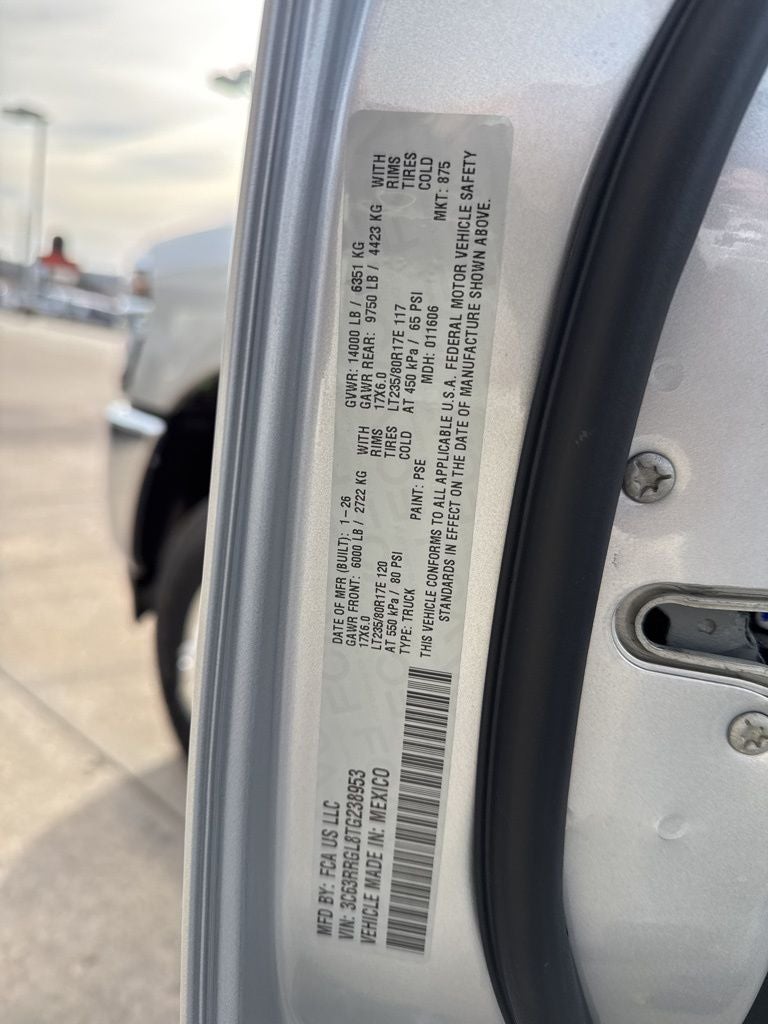 MFD BY: FCA US LLC
DATE OF MFR (BUILT): 1-26
GVWR: 14000 LB / 6351 KG
VIN: 3C63RRGL8TG238953
GAWR FRONT: 6000 LB / 2722 KG WITH
GAWR REAR: 9750 LB / 4423 KG WITH
VEHICLE MADE IN: MEXICO
17X6.0 RIMS
17X6.0 RIMS
LT235/80R17E 120 TIRES
LT235/80R17E 117 TIRES
AT 550 kPa / 80 PSI COLD
AT 450 kPa / 65 PSI COLD
TYPE: TRUCK PAINT: PSE MDH: 011606 MKT: 875
THIS VEHICLE CONFORMS TO ALL APPLICABLE U.S.A. FEDERAL MOTOR VEHICLE SAFETY
STANDARDS IN EFFECT ON THE DATE OF MANUFACTURE SHOWN ABOVE.